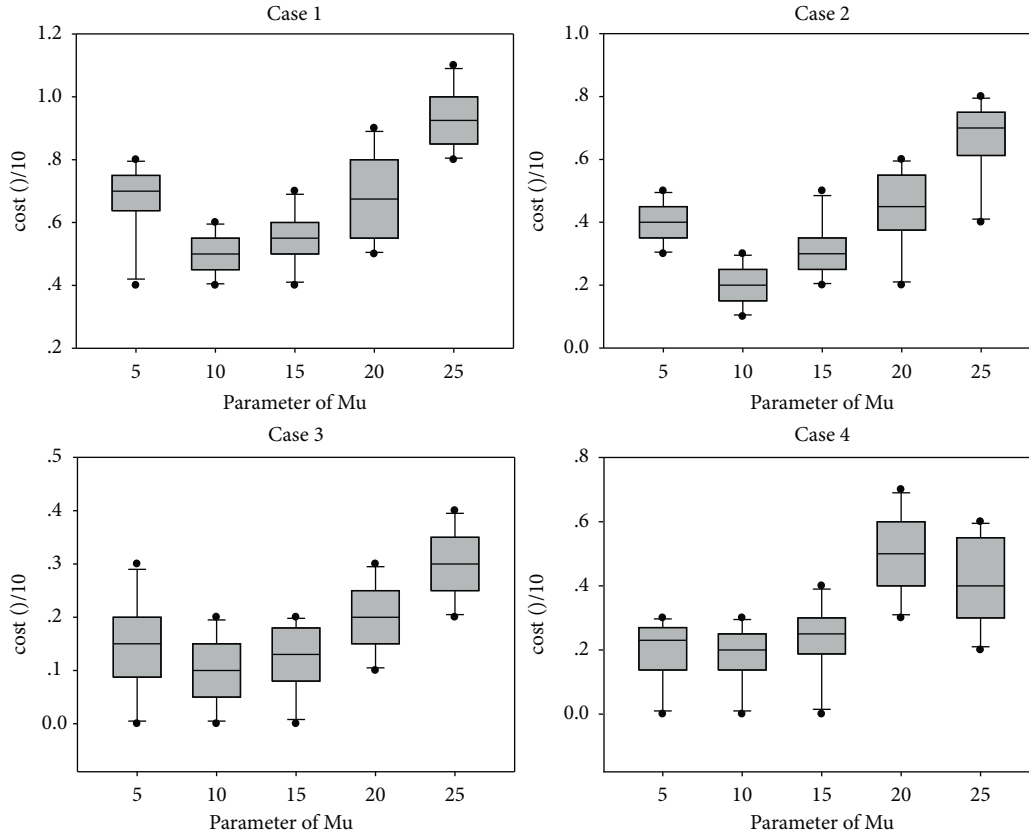 Case 1
1.2
1.0
.8
.6
.4
.2
cost ()/10
5 10 15 20 25
Parameter of Mu
Case 2
1.0
.8
.6
.4
.2
0.0
cost ()/10
5 10 15 20 25
Parameter of Mu
Case 3
.5
.4
.3
.2
.1
0.0
cost ()/10
5 10 15 20 25
Parameter of Mu
Case 4
.8
.6
.4
.2
0.0
cost ()/10
5 10 15 20 25
Parameter of Mu